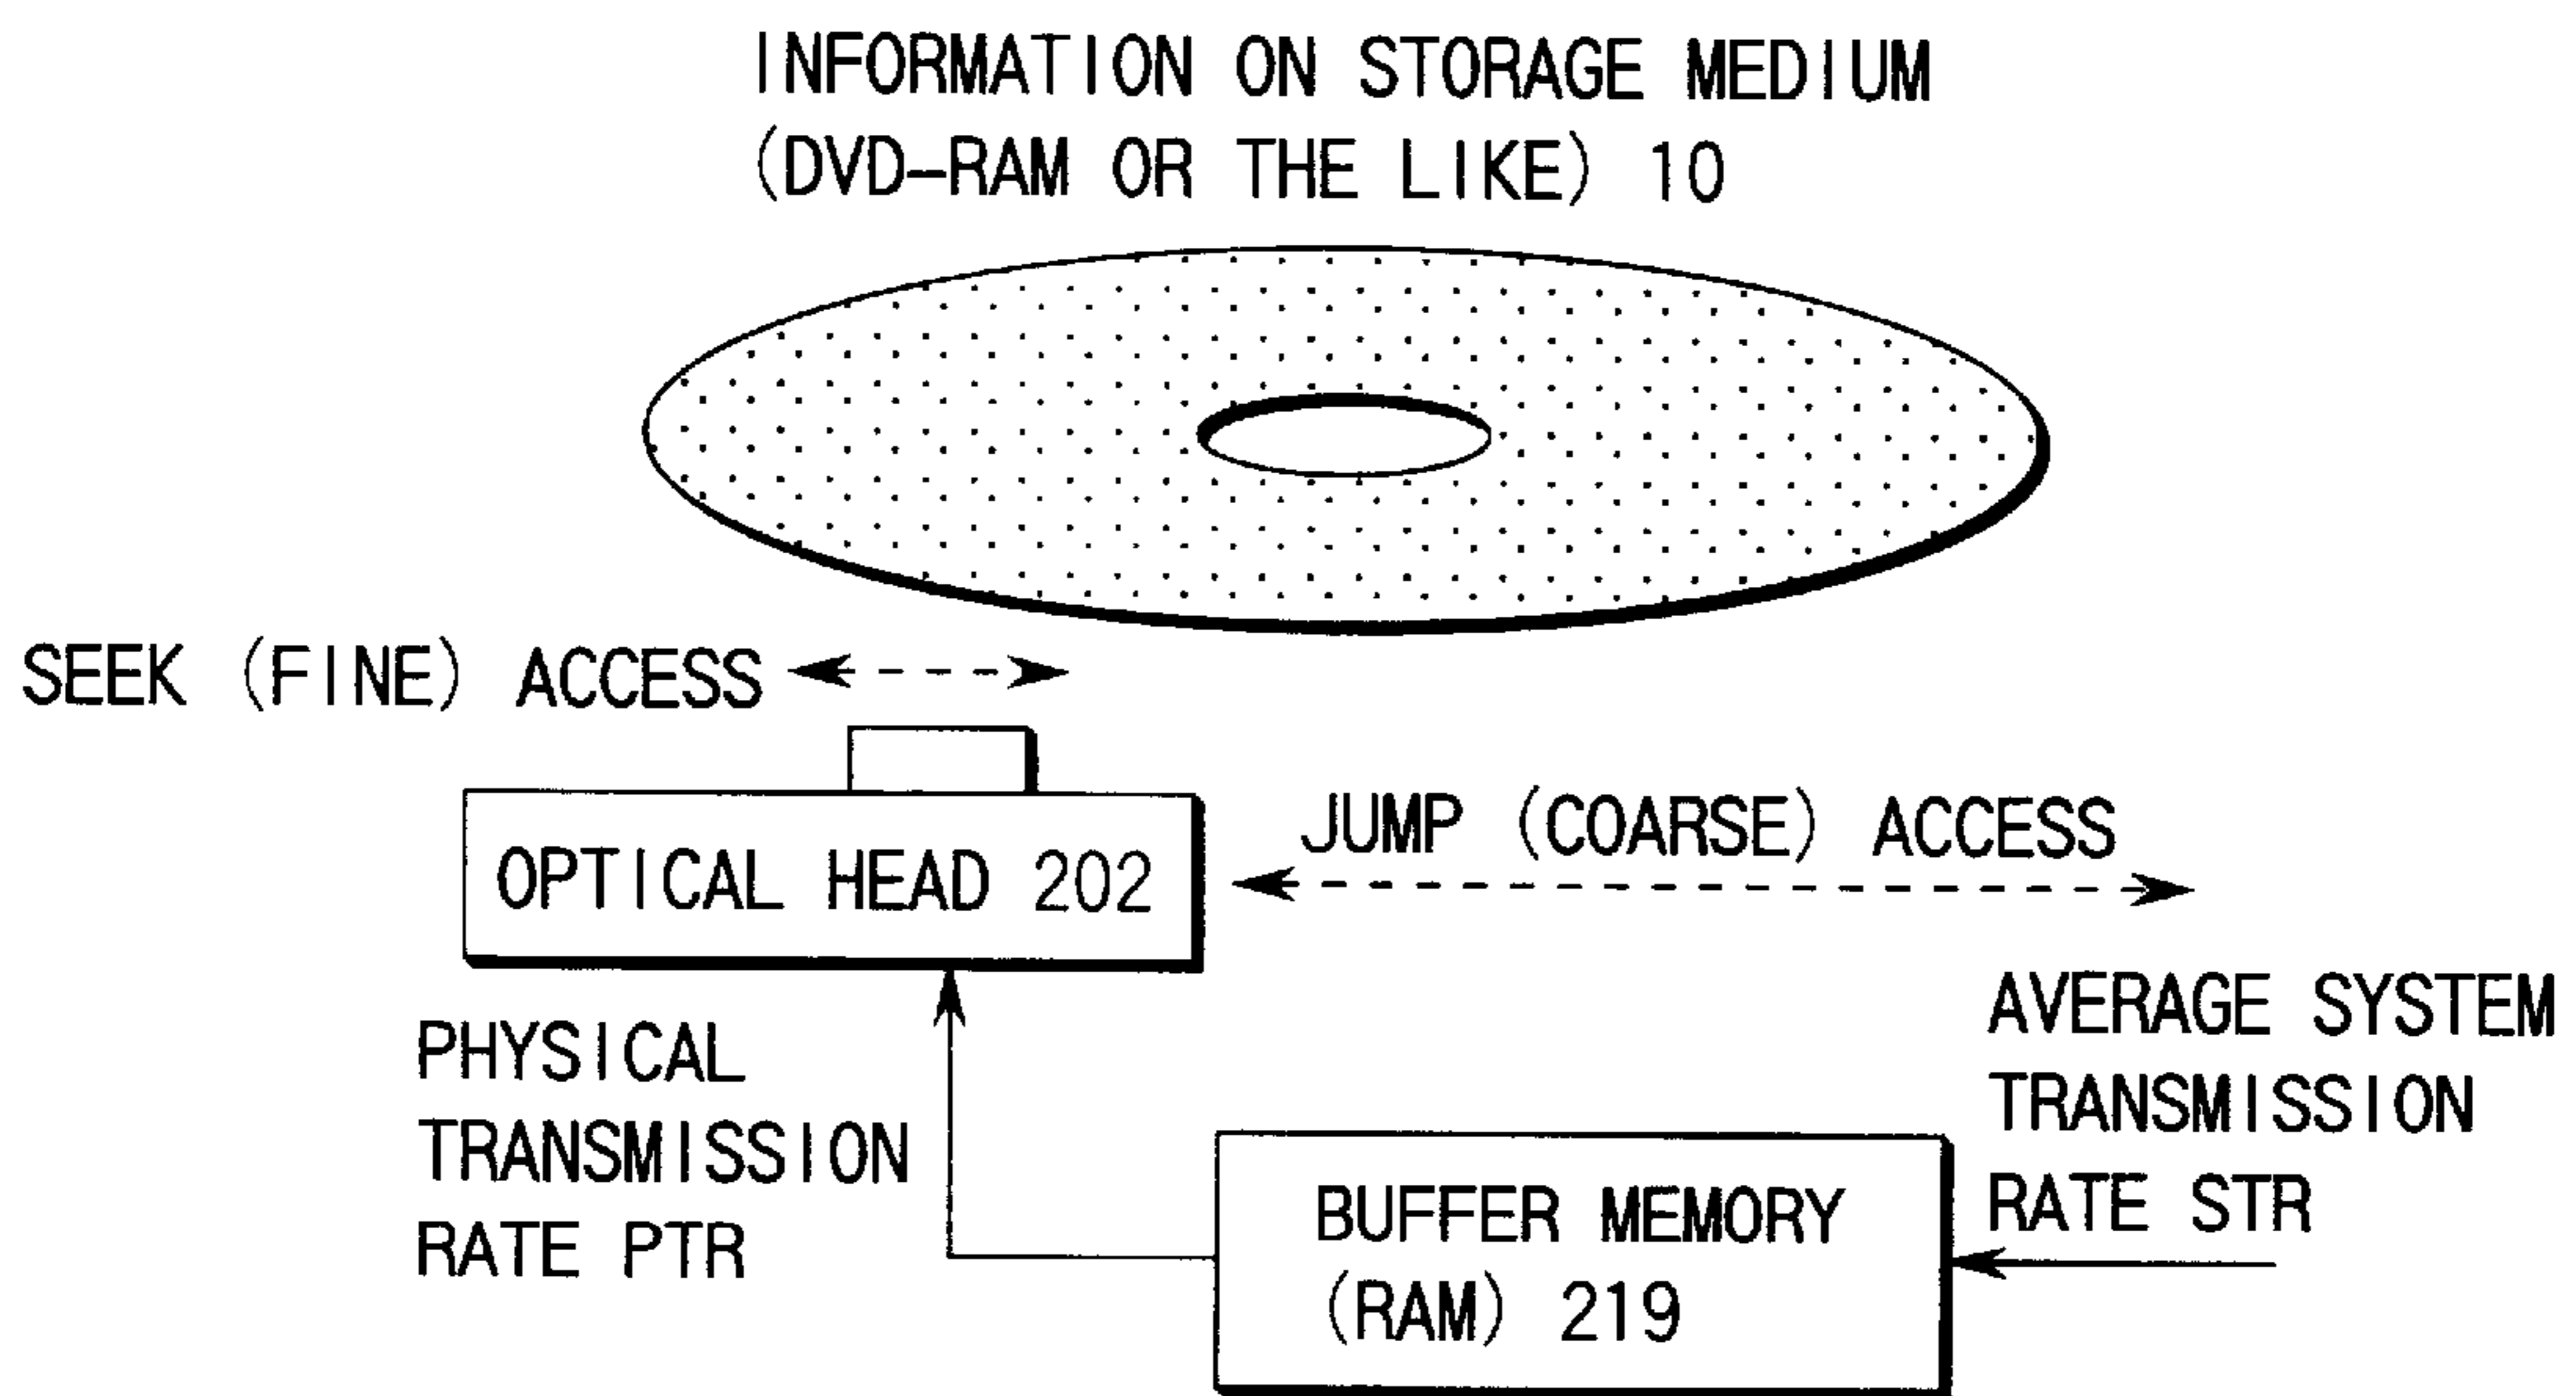 INFORMATION ON STORAGE MEDIUM
(DVD-RAM OR THE LIKE) 10
SEEK (FINE) ACCESS
OPTICAL HEAD 202
JUMP (COARSE) ACCESS
PHYSICAL
TRANSMISSION
RATE PTR
AVERAGE SYSTEM
TRANSMISSION
RATE STR
BUFFER MEMORY
(RAM) 219